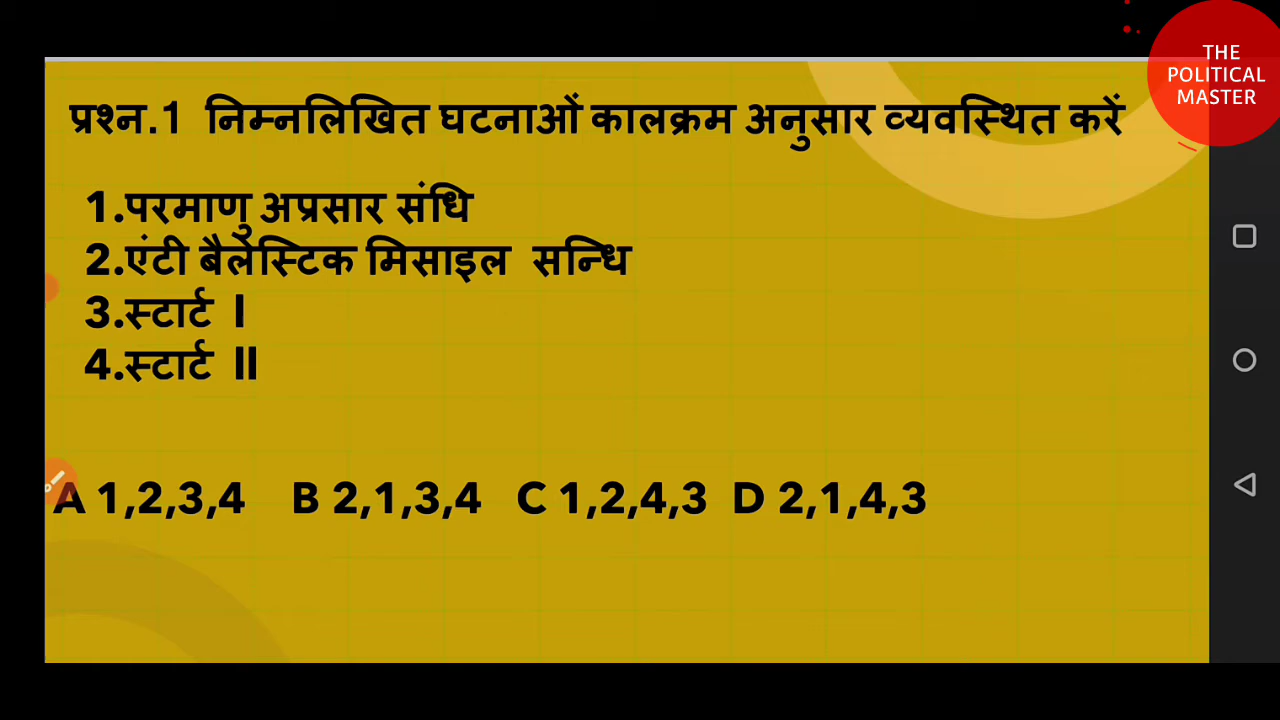 THE
POLITICAL
MASTER
प्रश्न.1 निम्नलिखित घटनाओं कालक्रम अनुसार व्यवस्थित करें
1.परमाणु अप्रसार संधि
2.एंटी बैलेस्टिक मिसाइल सन्धि
3.स्टार्ट I
4.स्टार्ट II
A 1,2,3,4 B 2,1,3,4 C 1,2,4,3 D 2,1,4,3